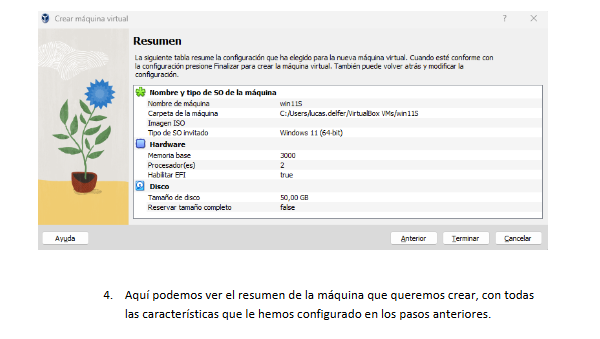 Crear máquina virtual
Resumen
La siguiente tabla resume la configuración que ha elegido para la nueva máquina virtual. Cuando esté conforme con
la configuración presione Finalizar para crear la máquina virtual. También puede volver atrás y modificar la
configuración.
Nombre y tipo de SO de la máquina
Nombre de máquina win11S
Carpeta de la máquina C:/Users/lucas.delfer/VirtualBox VMs/win11S
Imagen ISO
Tipo de SO invitado Windows 11 (64-bit)
Hardware
Memoria base 3000
Procesador(es) 2
Habilitar EFI true
Disco
Tamaño de disco 50,00 GB
Reservar tamaño completo false
Ayuda Anterior Terminar Cancelar
4. Aquí podemos ver el resumen de la máquina que queremos crear, con todas
las características que le hemos configurado en los pasos anteriores.